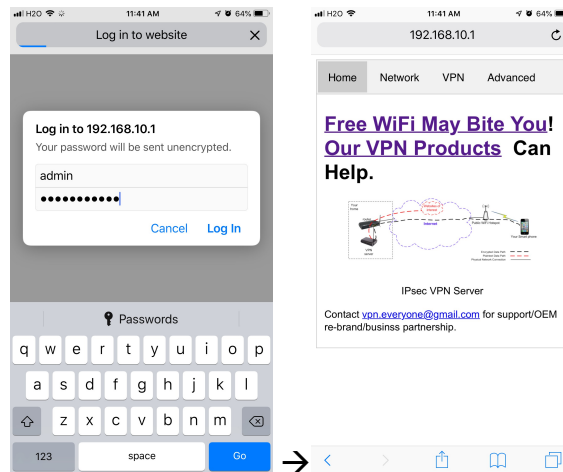 H2O 11:41 AM 64%
Log in to website
Log in to 192.168.10.1
Your password will be sent unencrypted.
admin
●●●●●●●●●●●
Cancel Log In
Passwords
q w e r t y u i o p
a s d f g h j k l
z x c v b n m
123 space Go
H2O 11:41 AM 64%
192.168.10.1
Home Network VPN Advanced
Free WiFi May Bite You!
Our VPN Products Can
Help.
Internet
VPN
IPsec VPN Server
Contact vpn.everyone@gmail.com for support/OEM
re-brand/businss partnership.